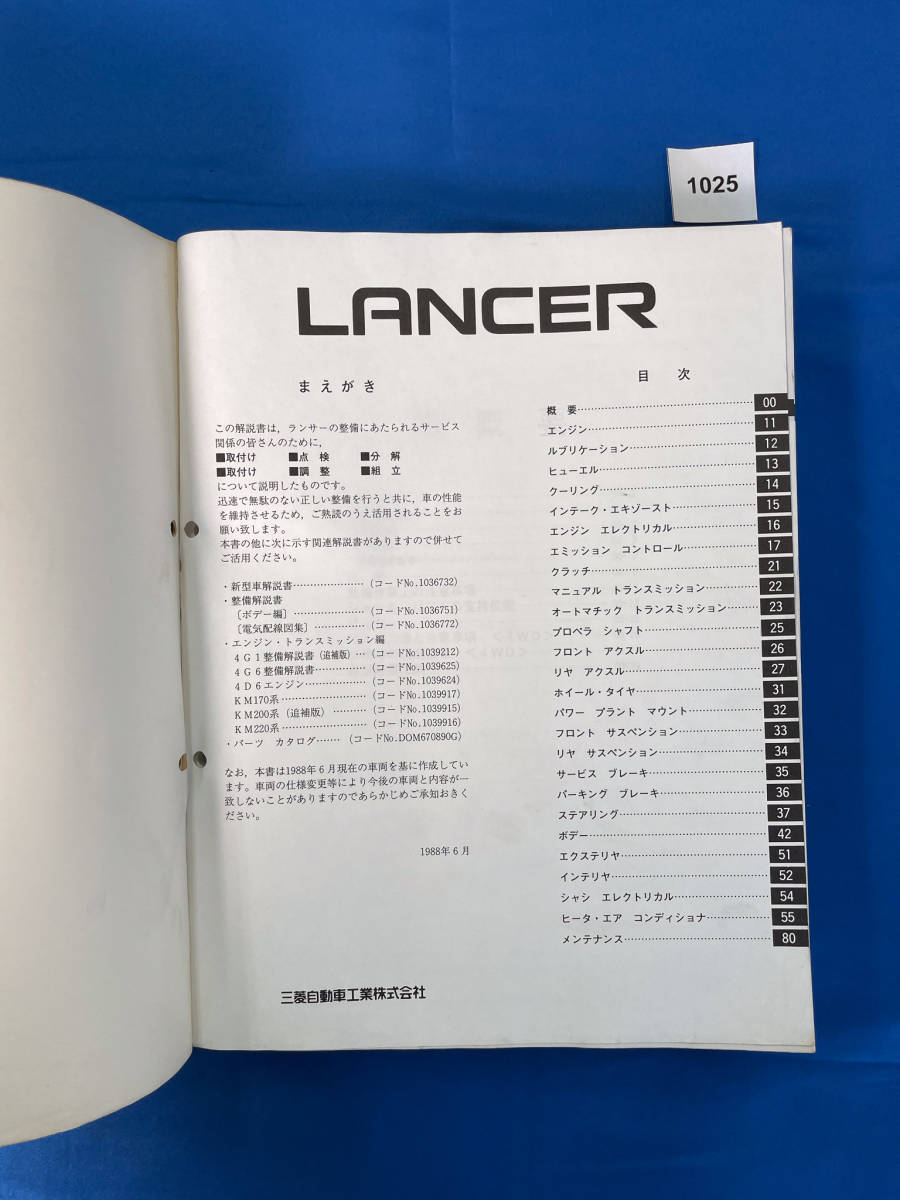 1025
LANCER
まえがき
この解説書は，ランサーの整備にあたられるサービス
関係の皆さんのために，
■取付け ■点検 ■分解
■取付け ■調整 ■組立
について説明したものです。
迅速で無駄のない正しい整備を行うと共に，車の性能
を維持させるため，ご熟読のうえ活用されることをお
願い致します。
本書の他に次に示す関連解説書がありますので併せて
ご活用ください。
・新型車解説書……………………（コードNo.1036732）
・整備解説書
〔ボデー編〕……………………（コードNo.1036751）
〔電気配線図集〕………………（コードNo.1036772）
・エンジン・トランスミッション編
4G1整備解説書（追補版）…（コードNo.1039212）
4G6整備解説書………………（コードNo.1039625）
4D6エンジン…………………（コードNo.1039624）
KM170系…………………………（コードNo.1039917）
KM200系（追補版）…………（コードNo.1039915）
KM220系…………………………（コードNo.1039916）
・パーツ カタログ………（コードNo.DOM670890G）
なお，本書は1988年6月現在の車両を基に作成してい
ます。車両の仕様変更等により今後の車両と内容が一
致しないことがありますのであらかじめご承知おきく
ださい。
1988年6月
三菱自動車工業株式会社
目次
概要……………………………………………… 00
エンジン………………………………………… 11
ルブリケーション……………………………… 12
ヒューエル……………………………………… 13
クーリング……………………………………… 14
インテーク・エキゾースト…………………… 15
エンジン エレクトリカル…………………… 16
エミッション コントロール………………… 17
クラッチ………………………………………… 21
マニュアル トランスミッション…………… 22
オートマチック トランスミッション……… 23
プロペラ シャフト…………………………… 25
フロント アクスル…………………………… 26
リヤ アクスル………………………………… 27
ホイール・タイヤ……………………………… 31
パワー プラント マウント………………… 32
フロント サスペンション…………………… 33
リヤ サスペンション………………………… 34
サービス ブレーキ…………………………… 35
パーキング ブレーキ………………………… 36
ステアリング…………………………………… 37
ボデー…………………………………………… 42
エクステリヤ…………………………………… 51
インテリヤ……………………………………… 52
シャシ エレクトリカル……………………… 54
ヒータ・エア コンディショナ……………… 55
メンテナンス…………………………………… 80